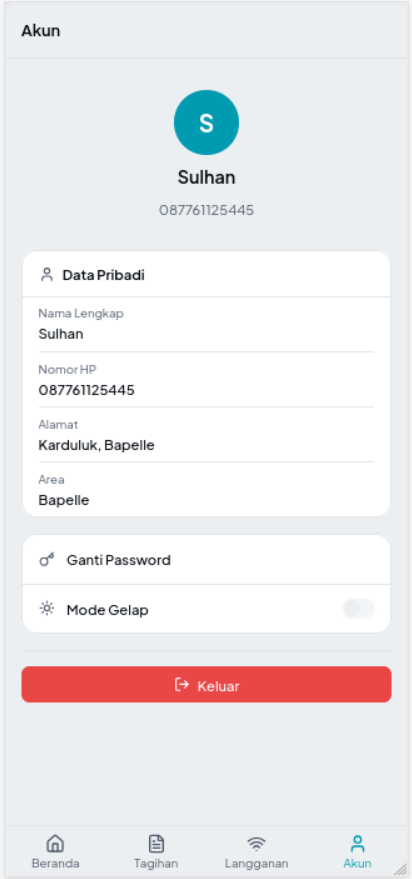 Akun
S
Sulhan
087761125445
Data Pribadi
Nama Lengkap
Sulhan
Nomor HP
087761125445
Alamat
Karduluk, Bapelle
Area
Bapelle
Ganti Password
Mode Gelap
Keluar
Beranda Tagihan Langganan Akun